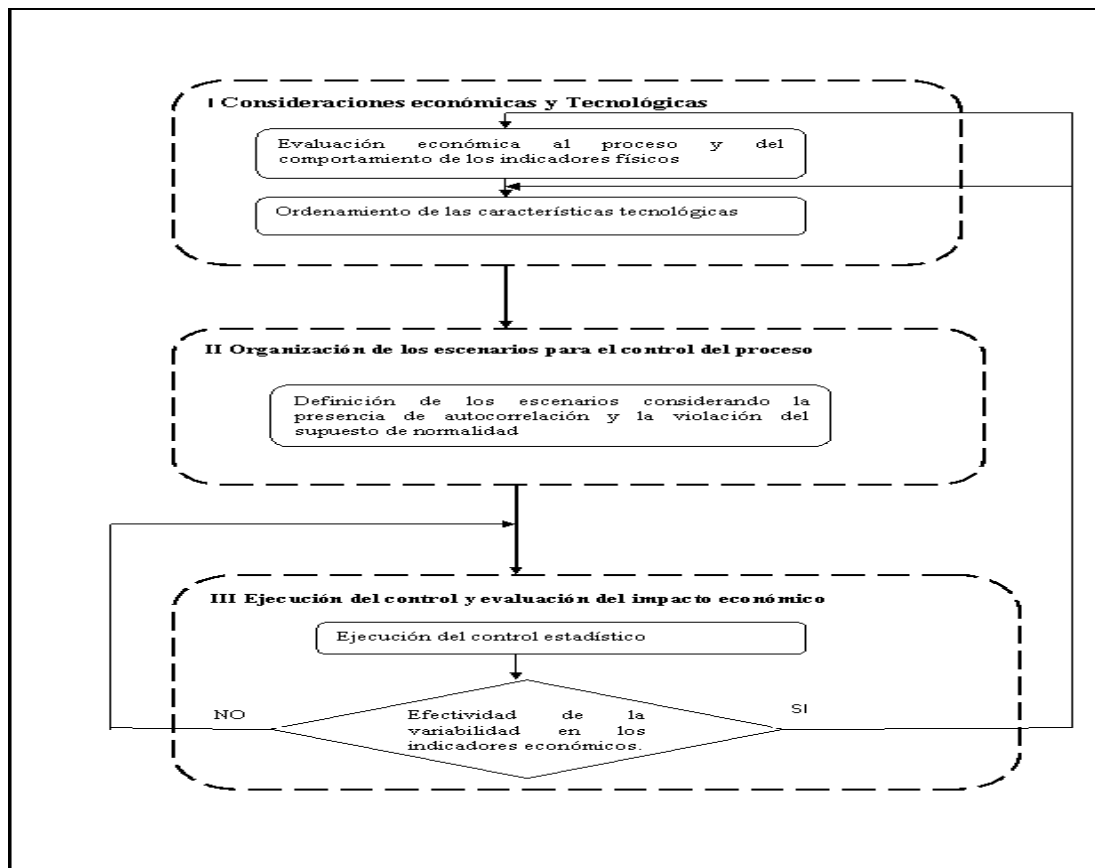 I Consideraciones económicas y Tecnológicas
Evaluación económica al proceso y del
comportamiento de los indicadores físicos
Ordenamiento de las características tecnológicas
II Organización de los escenarios para el control del proceso
Definición de los escenarios considerando la
presencia de autocorrelación y la violación del
supuesto de normalidad
III Ejecución del control y evaluación del impacto económico
Ejecución del control estadístico
NO
Efectividad de la
variabilidad en los
indicadores económicos.
SI